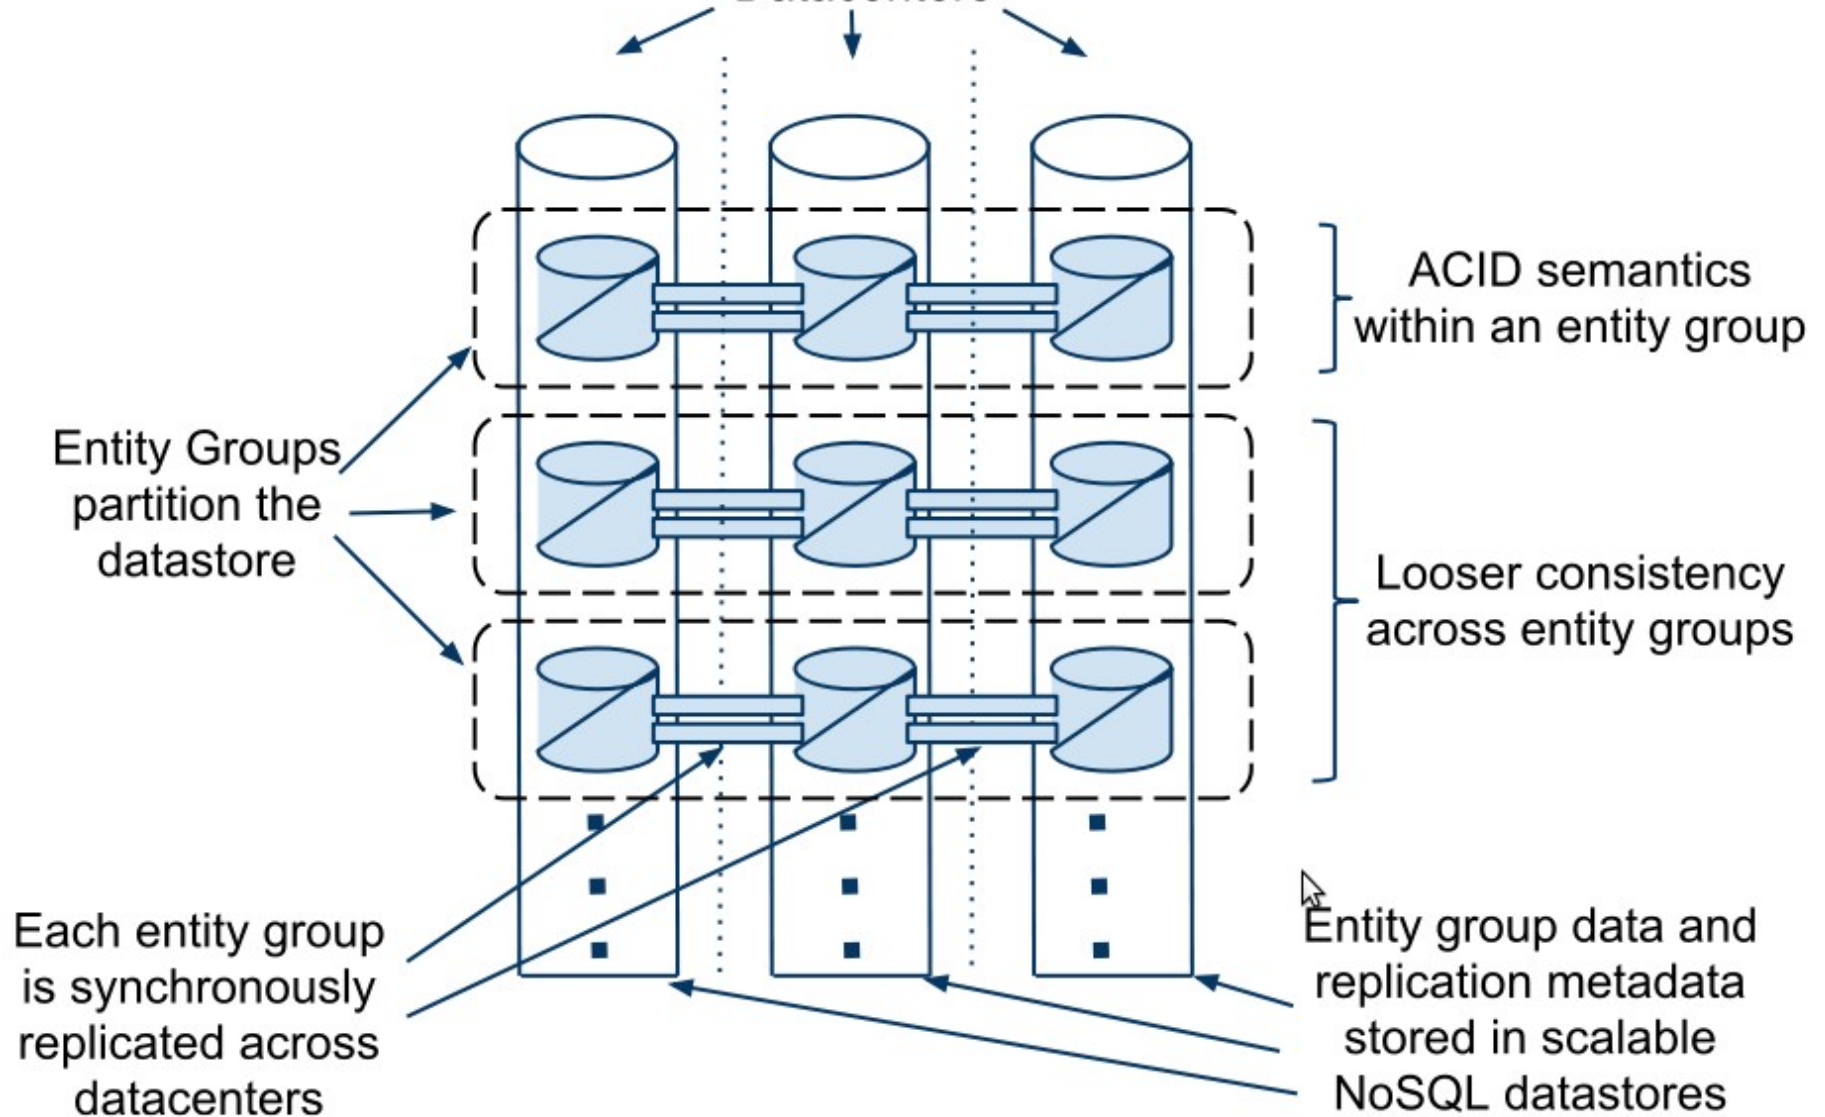 Datacenters
ACID semantics
within an entity group
Entity Groups
partition the
datastore
Looser consistency
across entity groups
Each entity group
is synchronously
replicated across
datacenters
Entity group data and
replication metadata
stored in scalable
NoSQL datastores